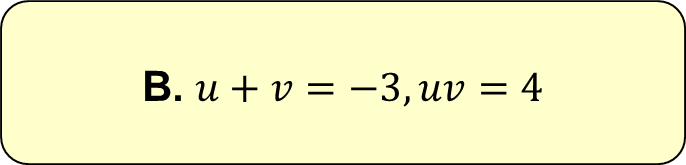 B. u + v = −3, uv = 4